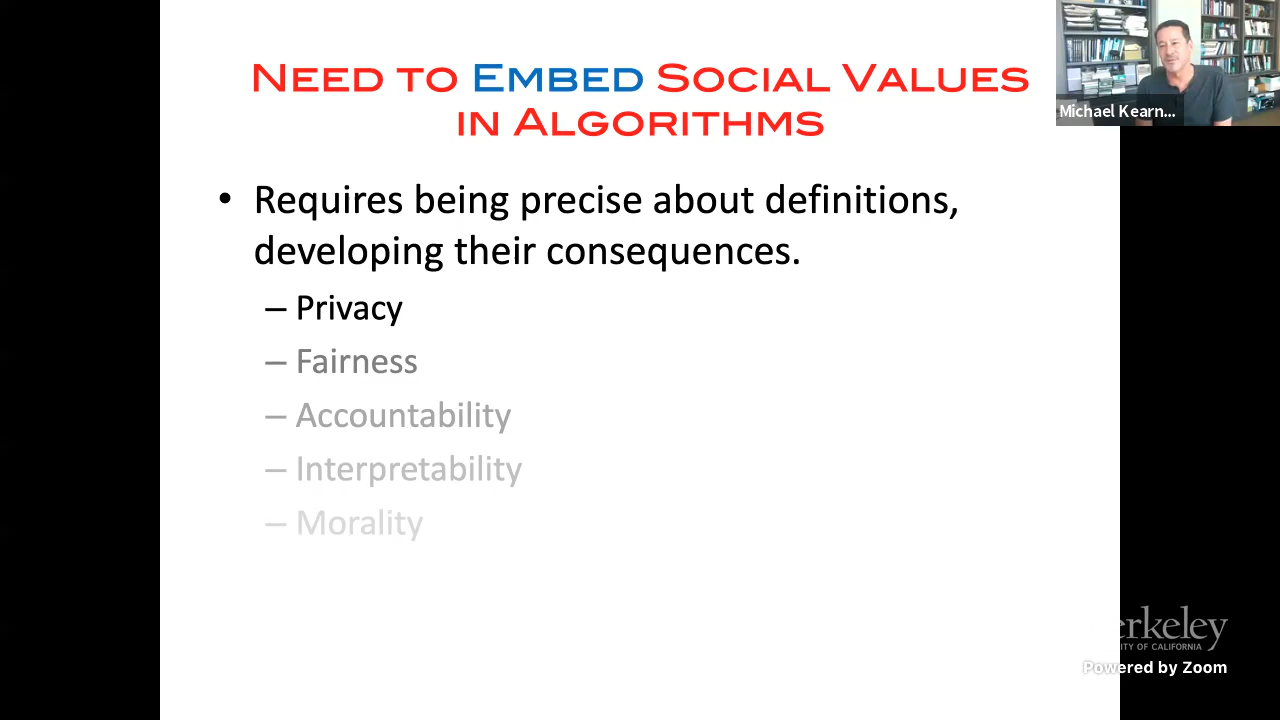 NEED TO EMBED SOCIAL VALUES
IN ALGORITHMS
Michael Kearn...
• Requires being precise about definitions,
developing their consequences.
– Privacy
– Fairness
– Accountability
– Interpretability
– Morality
erkeley
ITY OF CALIFORNIA
Powered by Zoom